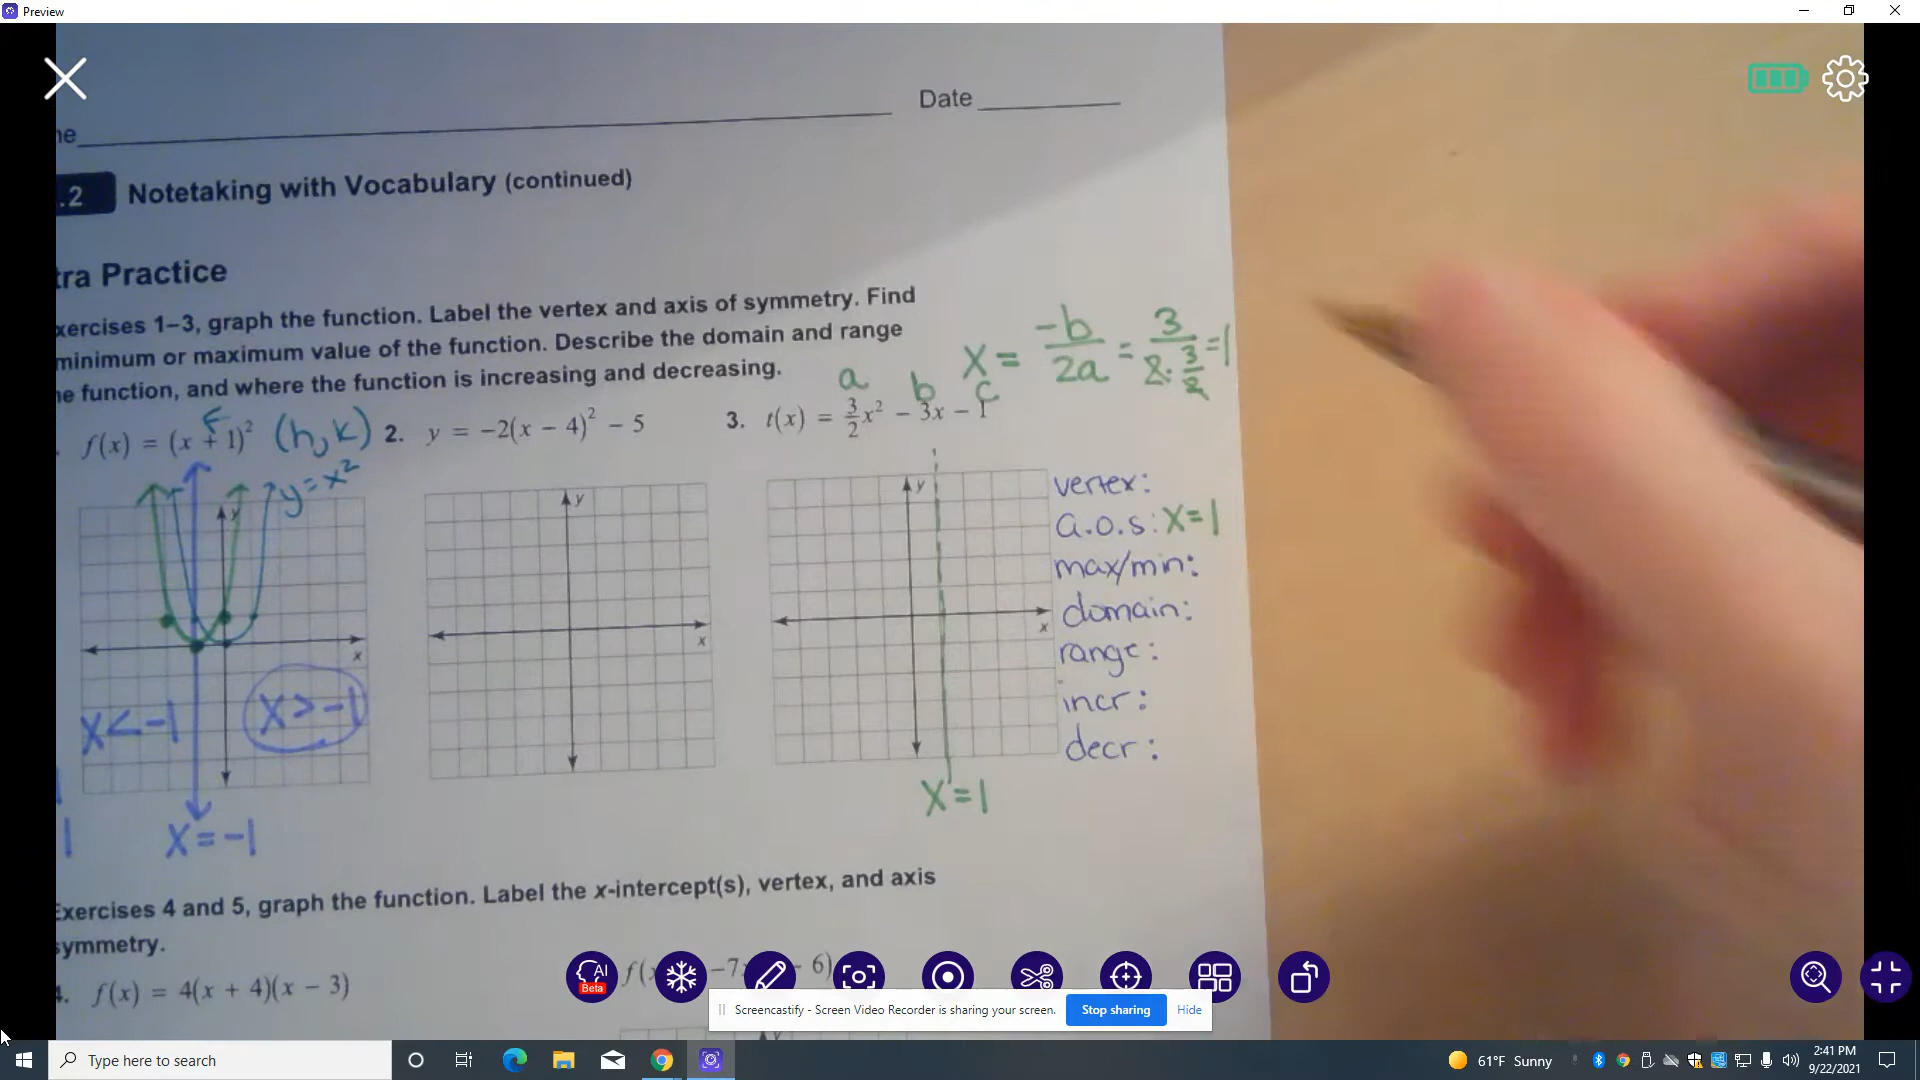 Preview
Date
.2 Notetaking with Vocabulary (continued)
tra Practice
xercises 1–3, graph the function. Label the vertex and axis of symmetry. Find
minimum or maximum value of the function. Describe the domain and range
e function, and where the function is increasing and decreasing.
x = -b/2a = 3/2·3/2 = 1
a b c
f(x) = (x + 1)² (h,k)
2. y = −2(x − 4)² − 5
3. t(x) = 3/2x² − 3x − 1
y=x²
y
x
x< -1
x> -1
x = -1
y
x
y
x
x=1
vertex:
a.o.s: x=1
max/min:
domain:
range:
incr:
decr:
Exercises 4 and 5, graph the function. Label the x-intercept(s), vertex, and axis
symmetry.
4. f(x) = 4(x + 4)(x − 3)
AI
Beta
Screencastify - Screen Video Recorder is sharing your screen.
Stop sharing
Hide
Type here to search
61°F Sunny
2:41 PM
9/22/2021